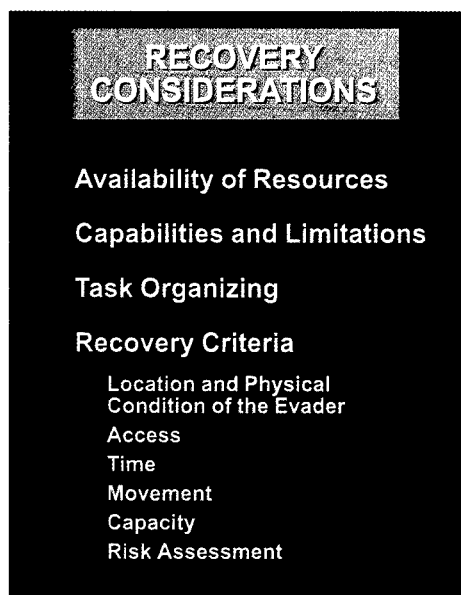 RECOVERY
CONSIDERATIONS
Availability of Resources
Capabilities and Limitations
Task Organizing
Recovery Criteria
Location and Physical
Condition of the Evader
Access
Time
Movement
Capacity
Risk Assessment